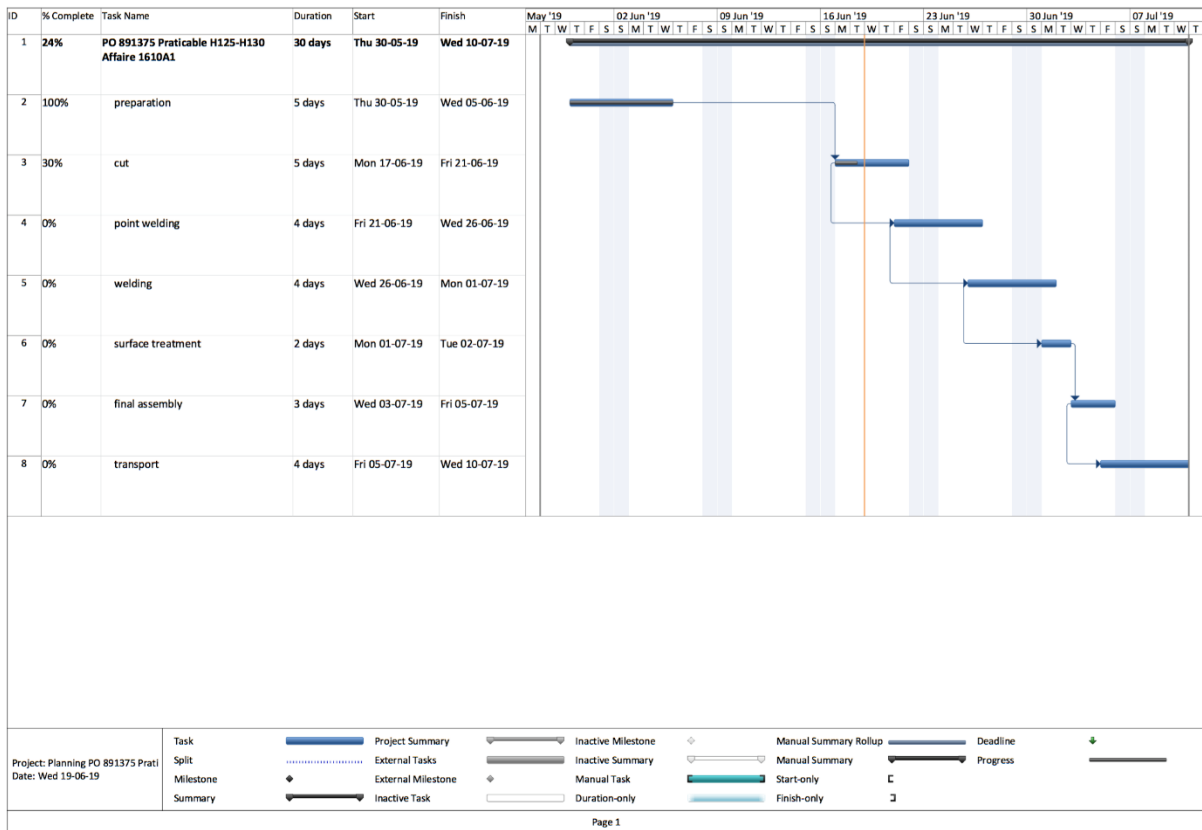 ID % Complete Task Name Duration Start Finish May '19 02 Jun '19 09 Jun '19 16 Jun '19 23 Jun '19 30 Jun '19 07 Jul '19
M T W T F S S M T W T F S S M T W T F S S M T W T F S S M T W T F S S M T W T F S S M T W T
1 24% PO 891375 Praticable H125-H130 30 days Thu 30-05-19 Wed 10-07-19
Affaire 1610A1
2 100% preparation 5 days Thu 30-05-19 Wed 05-06-19
3 30% cut 5 days Mon 17-06-19 Fri 21-06-19
4 0% point welding 4 days Fri 21-06-19 Wed 26-06-19
5 0% welding 4 days Wed 26-06-19 Mon 01-07-19
6 0% surface treatment 2 days Mon 01-07-19 Tue 02-07-19
7 0% final assembly 3 days Wed 03-07-19 Fri 05-07-19
8 0% transport 4 days Fri 05-07-19 Wed 10-07-19
Project: Planning PO 891375 Prati
Date: Wed 19-06-19
Task Project Summary Inactive Milestone Manual Summary Rollup Deadline
Split External Tasks Inactive Summary Manual Summary Progress
Milestone External Milestone Manual Task Start-only
Summary Inactive Task Duration-only Finish-only
Page 1